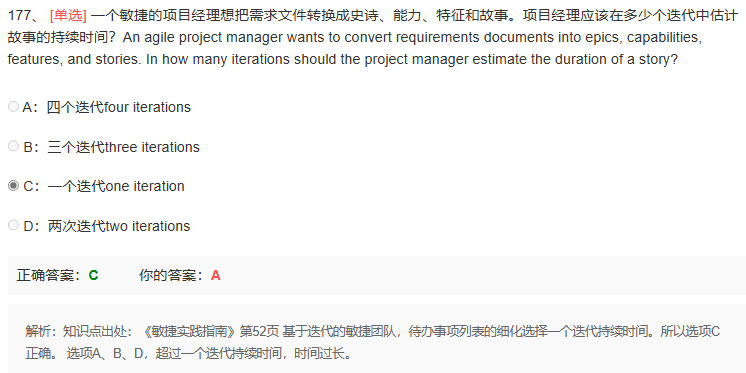 177、 [单选] 一个敏捷的项目经理想把需求文件转换成史诗、能力、特征和故事。项目经理应该在多少个迭代中估计
故事的持续时间？An agile project manager wants to convert requirements documents into epics, capabilities,
features, and stories. In how many iterations should the project manager estimate the duration of a story?
A：四个迭代four iterations
B：三个迭代three iterations
C：一个迭代one iteration
D：两次迭代two iterations
正确答案：C 你的答案：A
解析：知识点出处：《敏捷实践指南》第52页 基于迭代的敏捷团队，待办事项列表的细化选择一个迭代持续时间。所以选项C
正确。 选项A、B、D，超过一个迭代持续时间，时间过长。